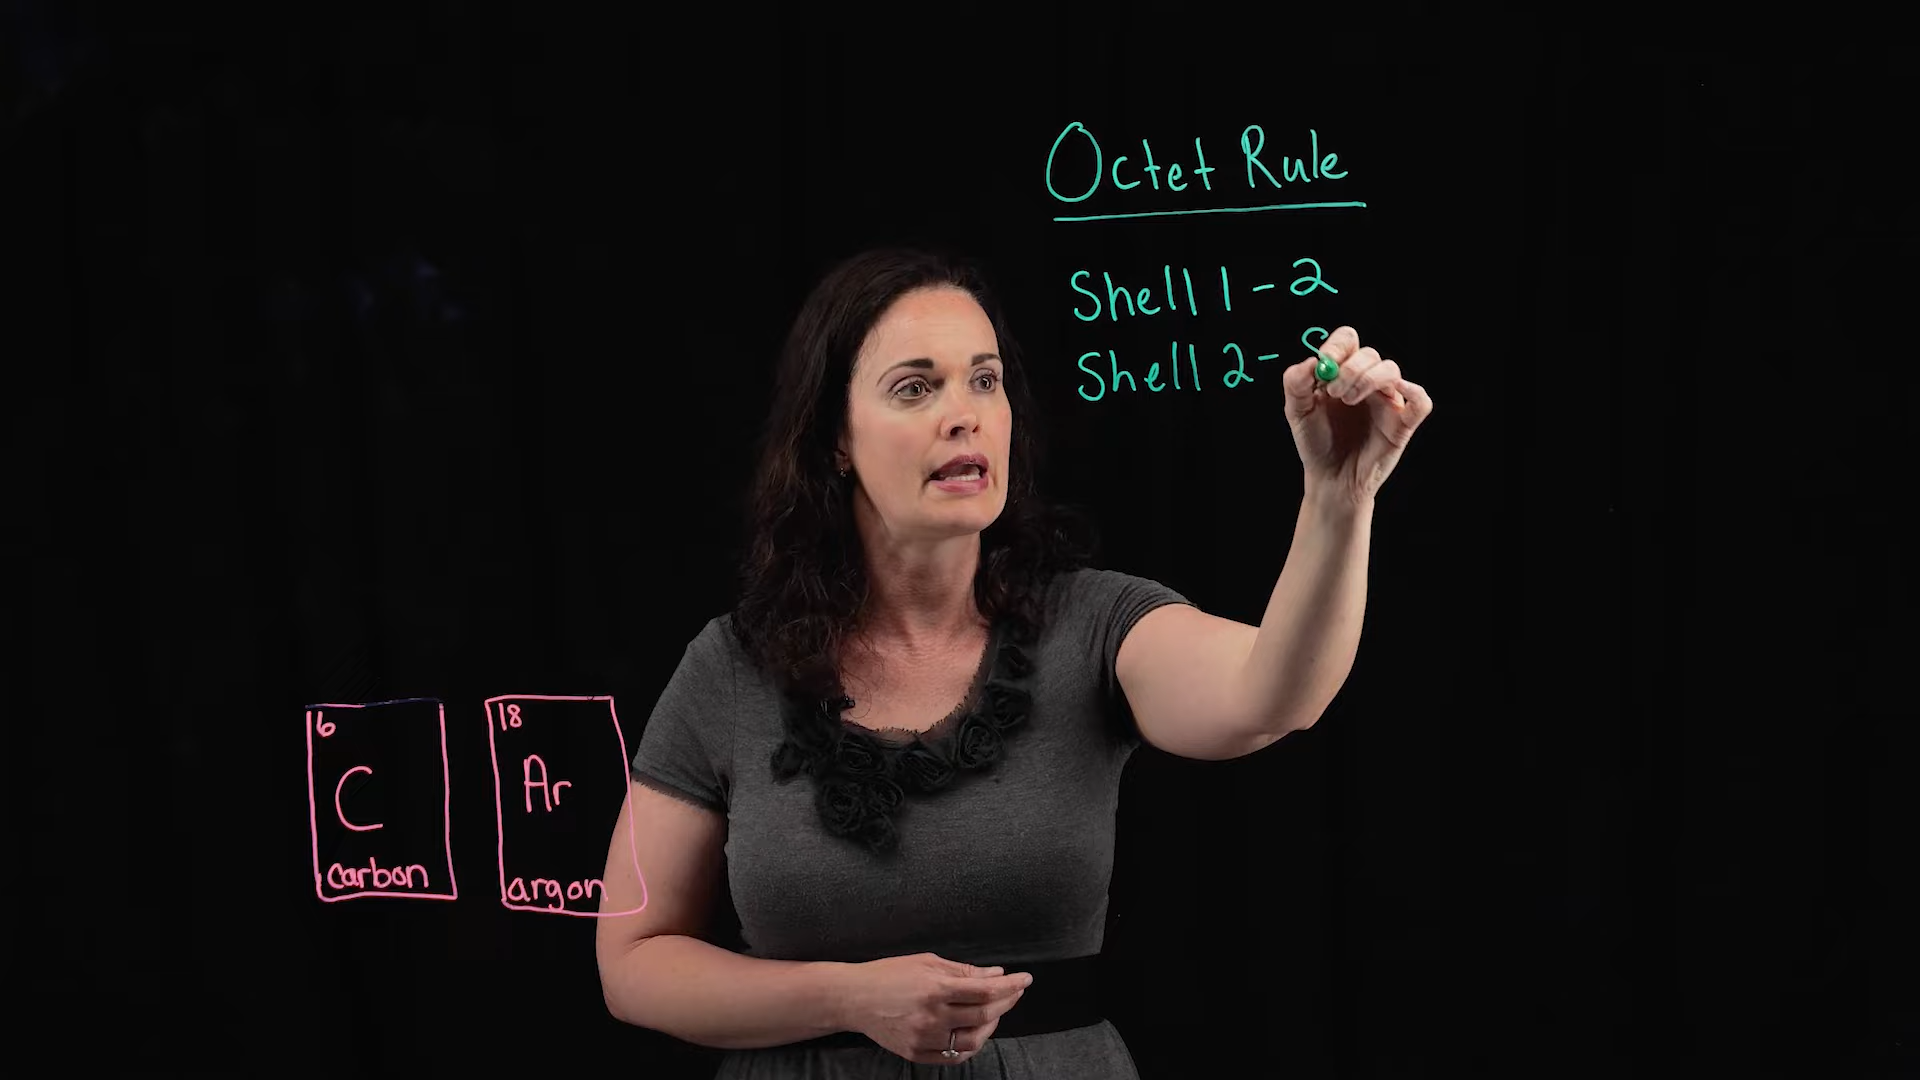 Octet Rule
Shell 1 - 2
Shell 2 -
6
C
carbon
18
Ar
argon